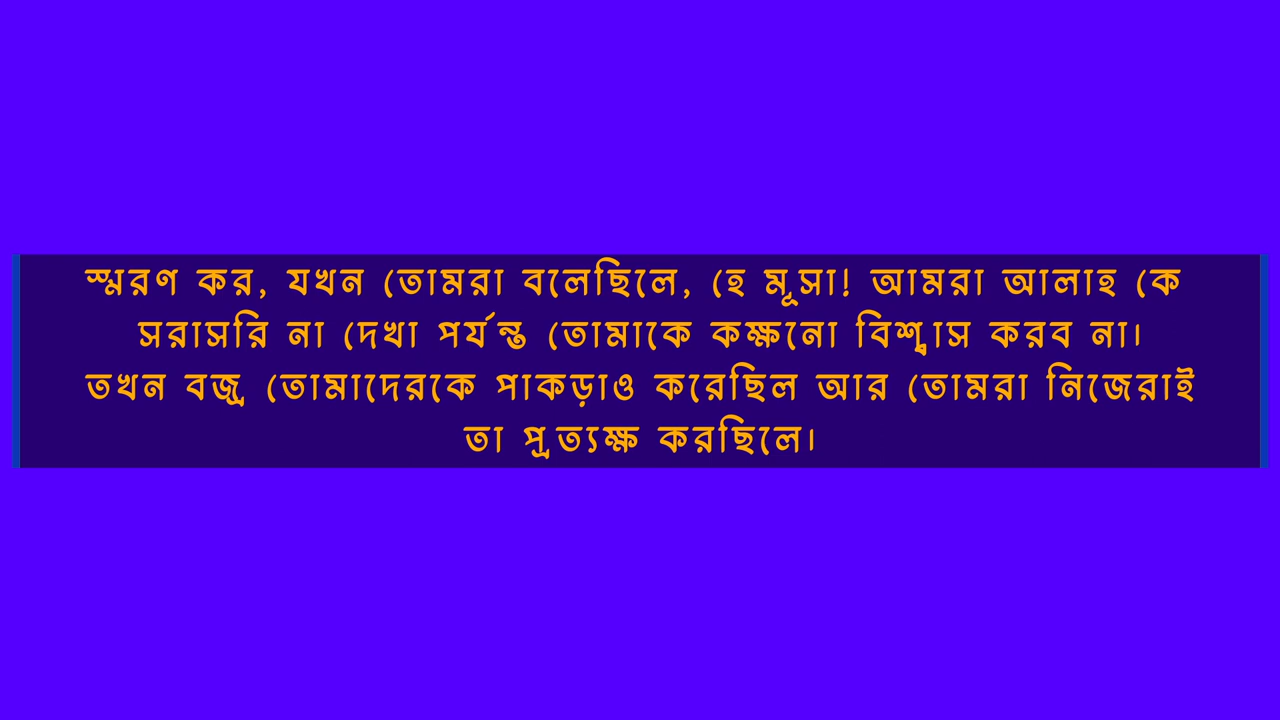 স্মরণ কর, যখন তোমরা বলেছিলে, হে মূসা! আমরা আলাহ কে
সরাসরি না দেখা পর্যন্ত তোমাকে কক্ষনো বিশ্বাস করব না।
তখন বজ্র তোমাদেরকে পাকড়াও করেছিল আর তোমরা নিজেরাই
তা প্রত্যক্ষ করছিলে।